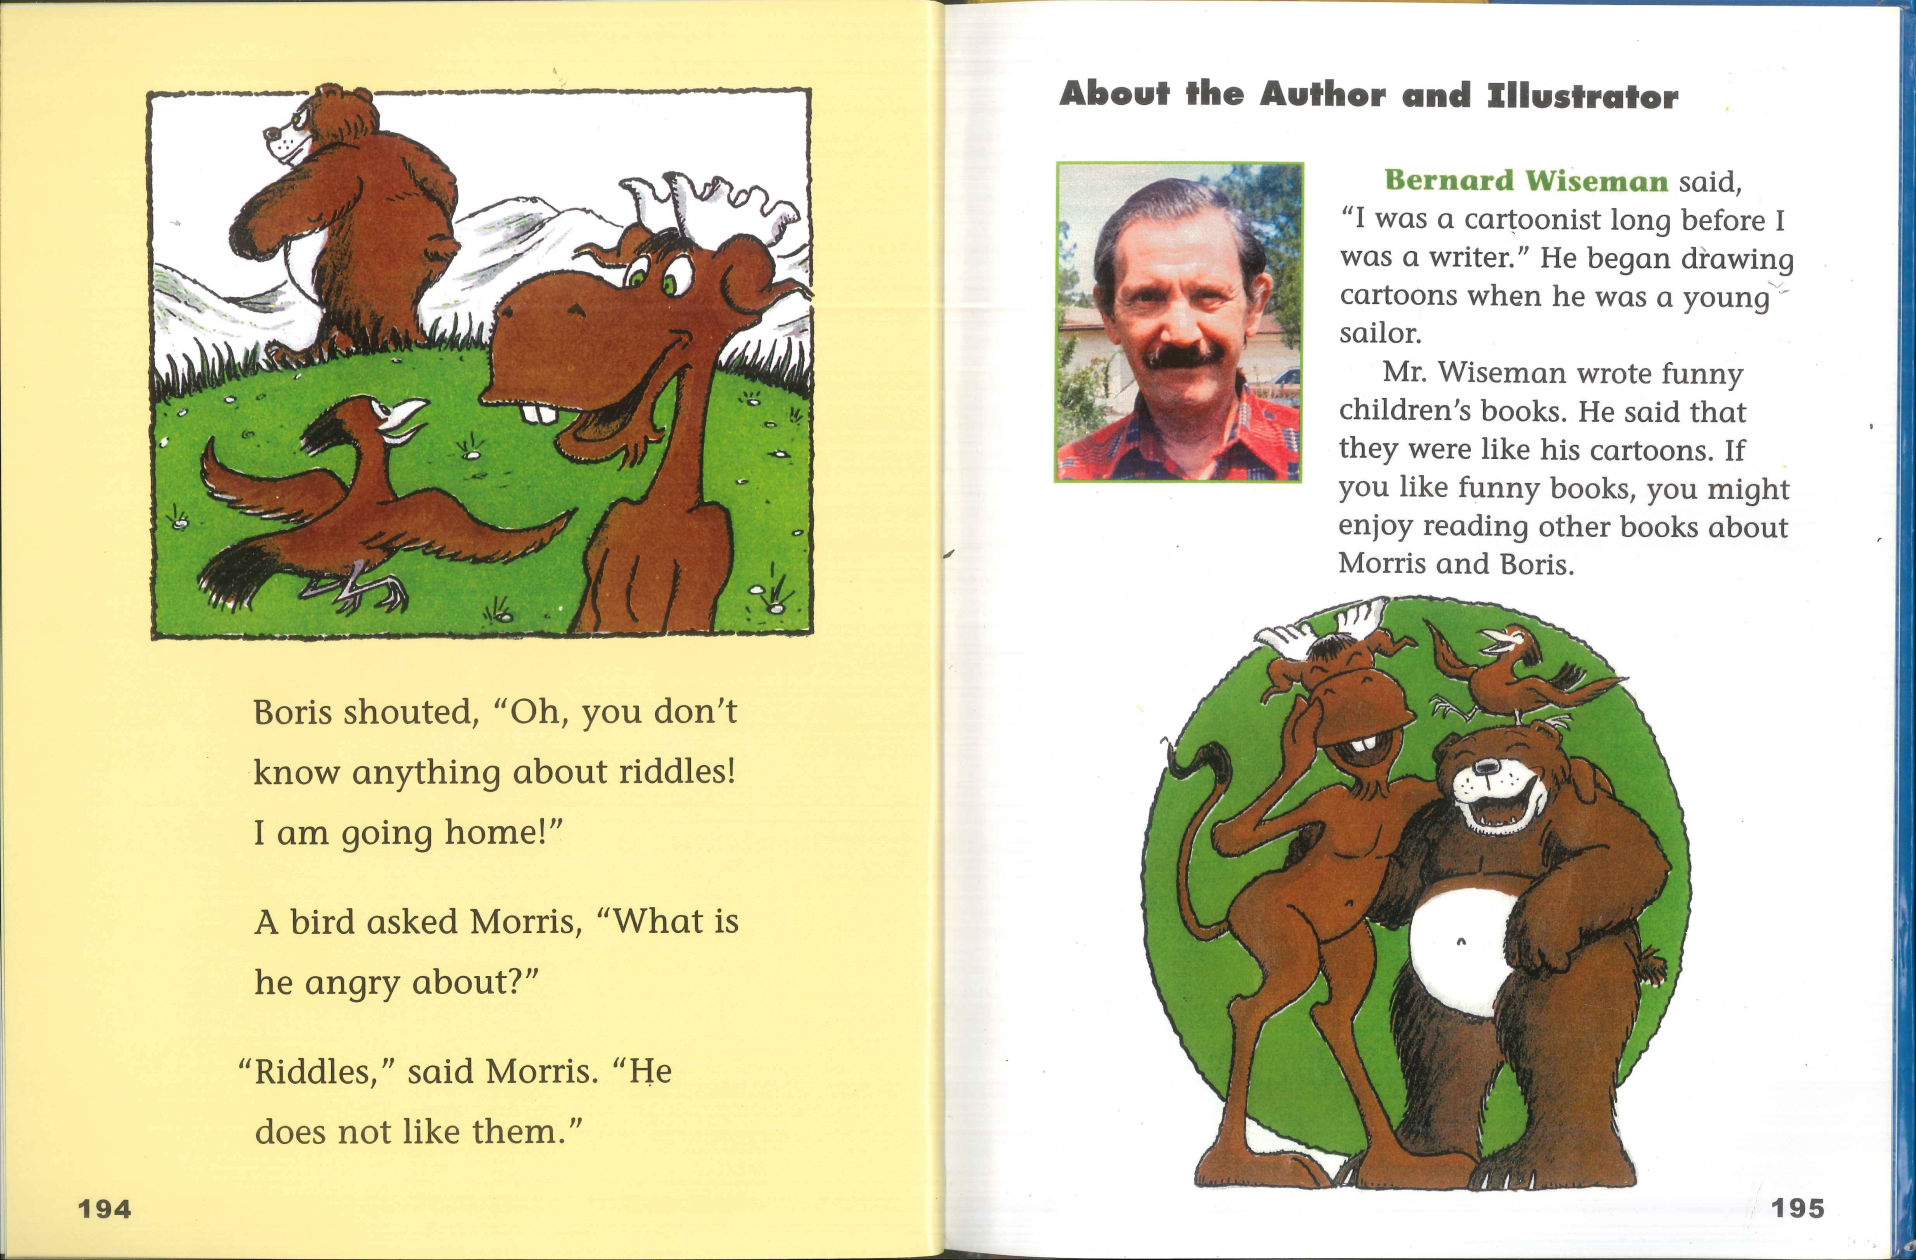 Boris shouted, “Oh, you don’t
know anything about riddles!
I am going home!”
A bird asked Morris, “What is
he angry about?”
“Riddles,” said Morris. “He
does not like them.”
194
About the Author and Illustrator
Bernard Wiseman said,
“I was a cartoonist long before I
was a writer.” He began drawing
cartoons when he was a young
sailor.
Mr. Wiseman wrote funny
children’s books. He said that
they were like his cartoons. If
you like funny books, you might
enjoy reading other books about
Morris and Boris.
195